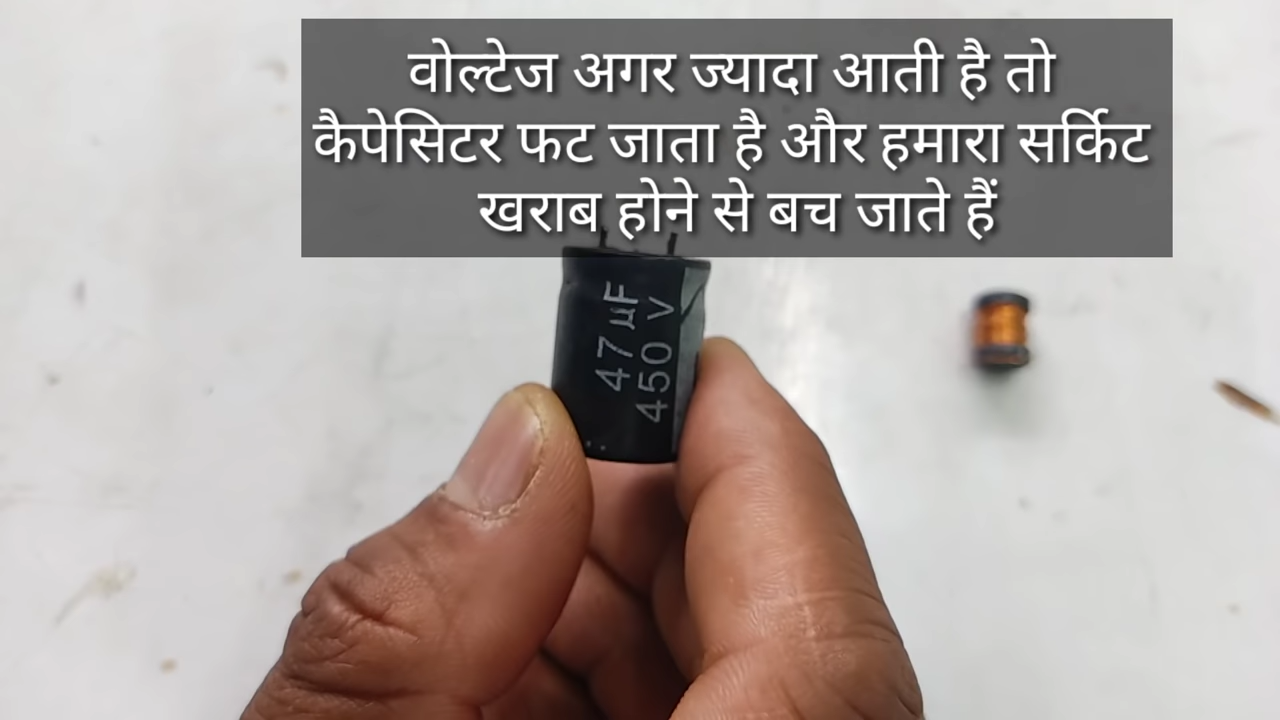 वोल्टेज अगर ज्यादा आती है तो
कैपेसिटर फट जाता है और हमारा सर्किट
खराब होने से बच जाते हैं
47 µF
450 V